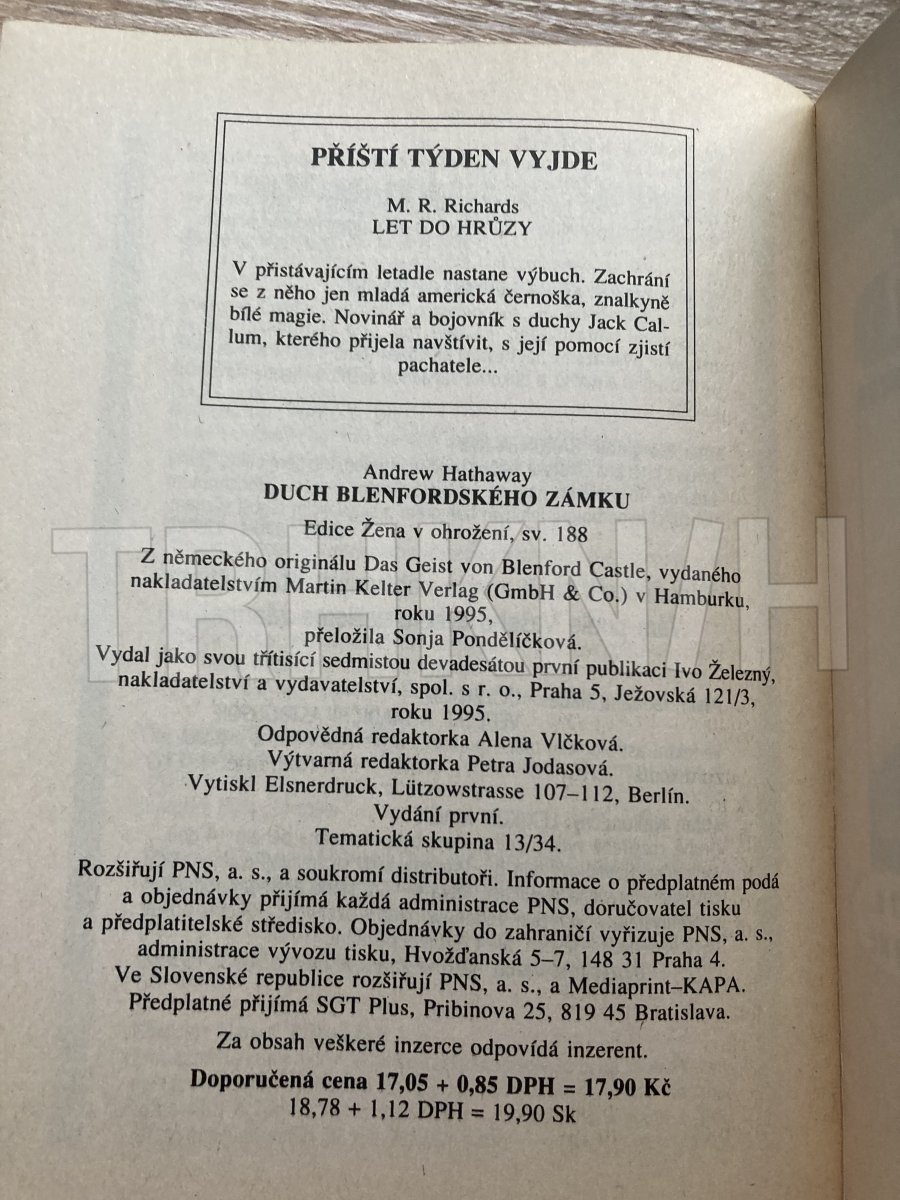 PŘÍŠTÍ TÝDEN VYJDE
M. R. Richards
LET DO HRŮZY
V přistávajícím letadle nastane výbuch. Zachrání
se z něho jen mladá americká černoška, znalkyně
bílé magie. Novinář a bojovník s duchy Jack Cal-
lum, kterého přijela navštívit, s její pomocí zjistí
pachatele...
Andrew Hathaway
DUCH BLENFORDSKÉHO ZÁMKU
Edice Žena v ohrožení, sv. 188
Z německého originálu Das Geist von Blenford Castle, vydaného
nakladatelstvím Martin Kelter Verlag (GmbH & Co.) v Hamburku,
roku 1995,
přeložila Sonja Pondělíčková.
Vydal jako svou třítisící sedmistou devadesátou první publikaci Ivo Železný,
nakladatelství a vydavatelství, spol. s r. o., Praha 5, Ježovská 121/3,
roku 1995.
Odpovědná redaktorka Alena Vlčková.
Výtvarná redaktorka Petra Jodasová.
Vytiskl Elsnerdruck, Lützowstrasse 107–112, Berlín.
Vydání první.
Tematická skupina 13/34.
Rozšiřují PNS, a. s., a soukromí distributoři. Informace o předplatném podá
a objednávky přijímá každá administrace PNS, doručovatel tisku
a předplatitelské středisko. Objednávky do zahraničí vyřizuje PNS, a. s.,
administrace vývozu tisku, Hvožďanská 5–7, 148 31 Praha 4.
Ve Slovenské republice rozšiřují PNS, a. s., a Mediaprint–KAPA.
Předplatné přijímá SGT Plus, Pribinova 25, 819 45 Bratislava.
Za obsah veškeré inzerce odpovídá inzerent.
Doporučená cena 17,05 + 0,85 DPH = 17,90 Kč
18,78 + 1,12 DPH = 19,90 Sk